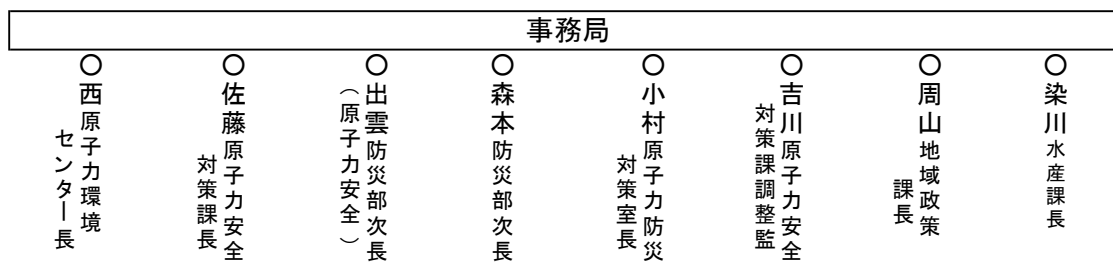 事務局
○西原子力環境
センター長
○佐藤原子力安全
対策課長
○出雲防災部次長
（原子力安全）
○森本防災部次長
○小村原子力防災
対策室長
○吉川原子力安全
対策課調整監
○周山地域政策
課長
○染川水産課長